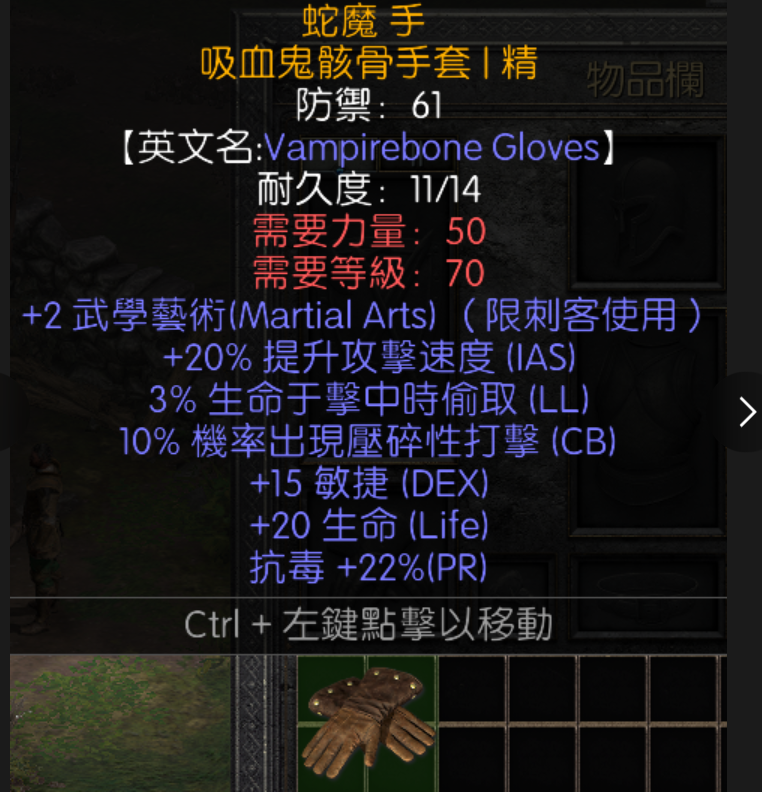 蛇魔 手
吸血鬼骸骨手套 | 精
物品欄
防禦: 61
【英文名:Vampirebone Gloves】
耐久度: 11/14
需要力量: 50
需要等級: 70
+2 武學藝術(Martial Arts) (限刺客使用)
+20% 提升攻擊速度 (IAS)
3% 生命于擊中時偷取 (LL)
10% 機率出現壓碎性打擊 (CB)
+15 敏捷 (DEX)
+20 生命 (Life)
抗毒 +22%(PR)
Ctrl + 左鍵點擊以移動